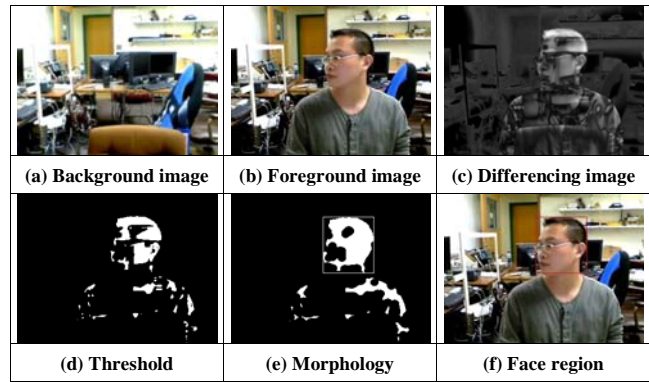 (a) Background image
(b) Foreground image
(c) Differencing image
(d) Threshold
(e) Morphology
(f) Face region